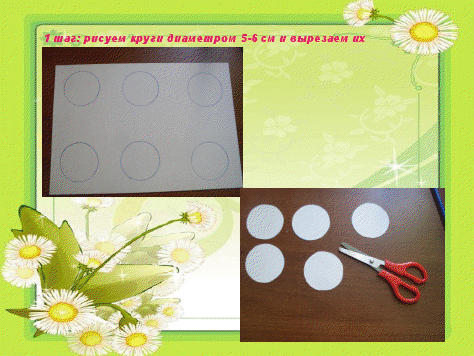 1 шаг: рисуем круги диаметром 5-6 см и вырезаем их